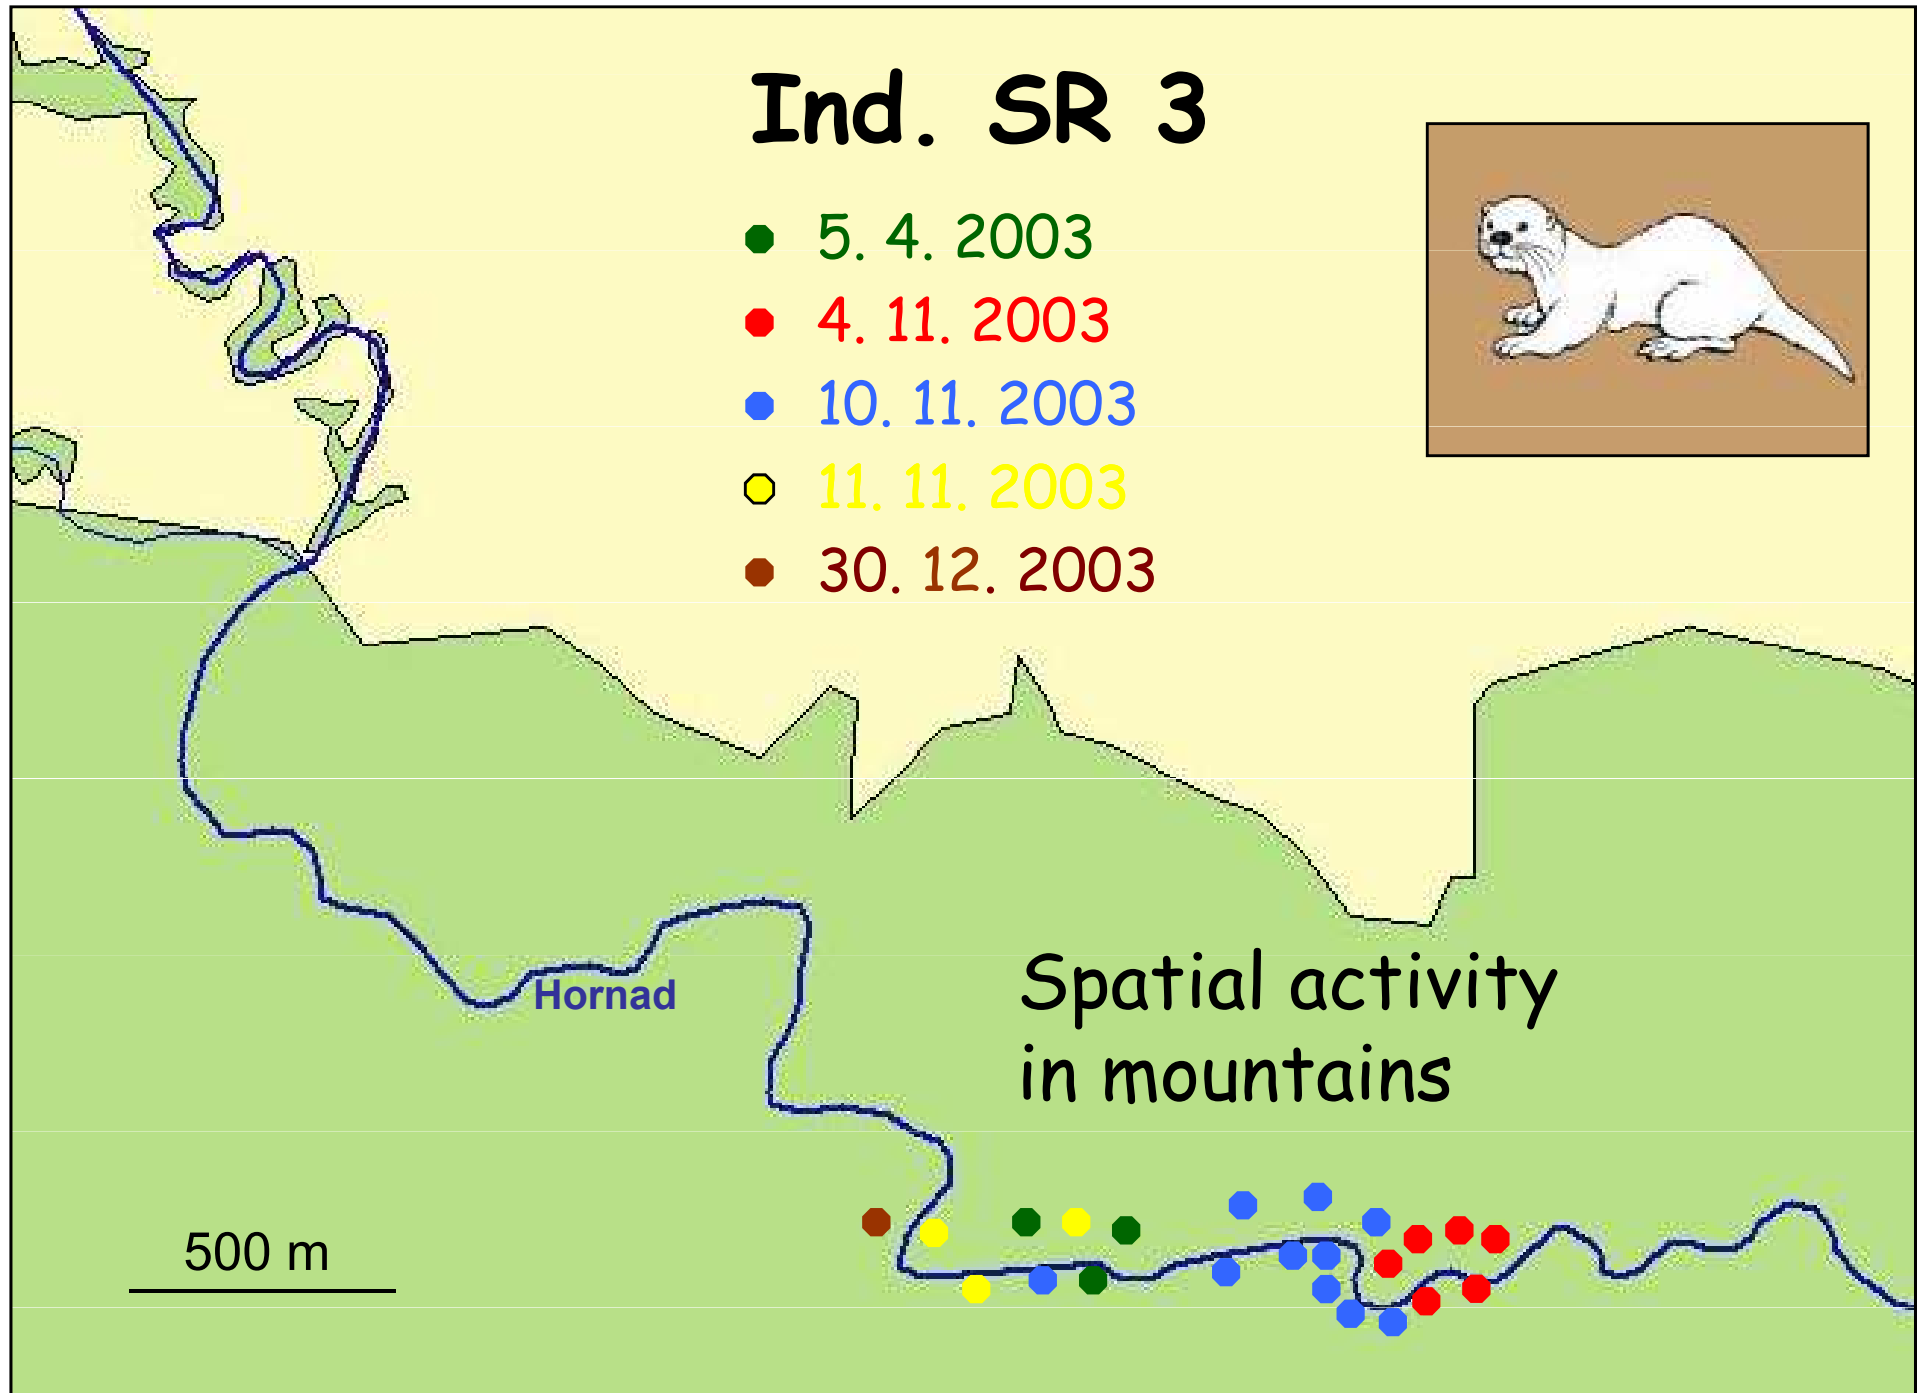 Ind. SR 3
5. 4. 2003
4. 11. 2003
10. 11. 2003
11. 11. 2003
30. 12. 2003
Hornad
Spatial activity
in mountains
500 m